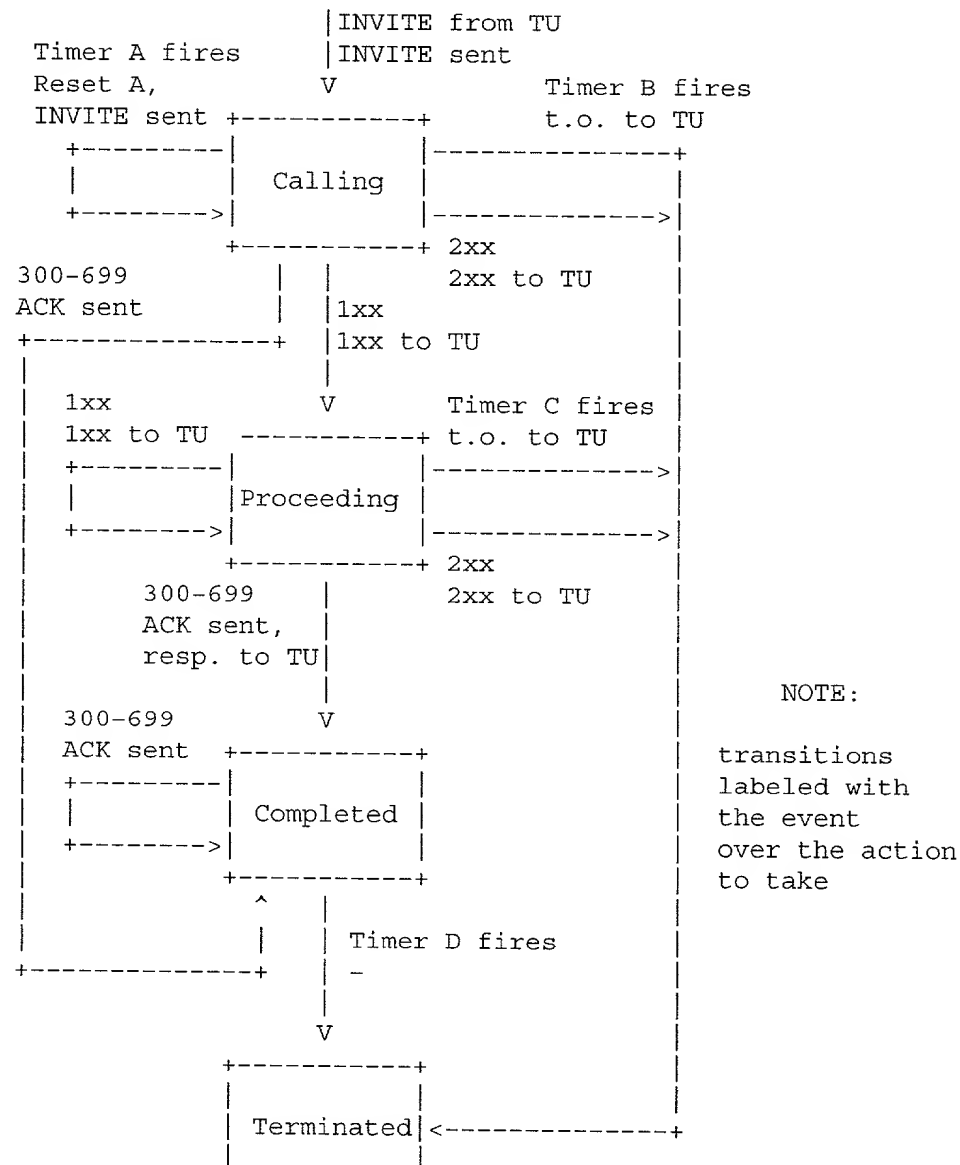 INVITE from TU
Timer A fires INVITE sent
Reset A, V Timer B fires
INVITE sent t.o. to TU
Calling
2xx
300-699 2xx to TU
ACK sent 1xx
1xx to TU
1xx V Timer C fires
1xx to TU t.o. to TU
Proceeding
2xx
300-699 2xx to TU
ACK sent,
resp. to TU
NOTE:
300-699 V
ACK sent transitions
labeled with
Completed the event
over the action
to take
^
Timer D fires
-
V
Terminated